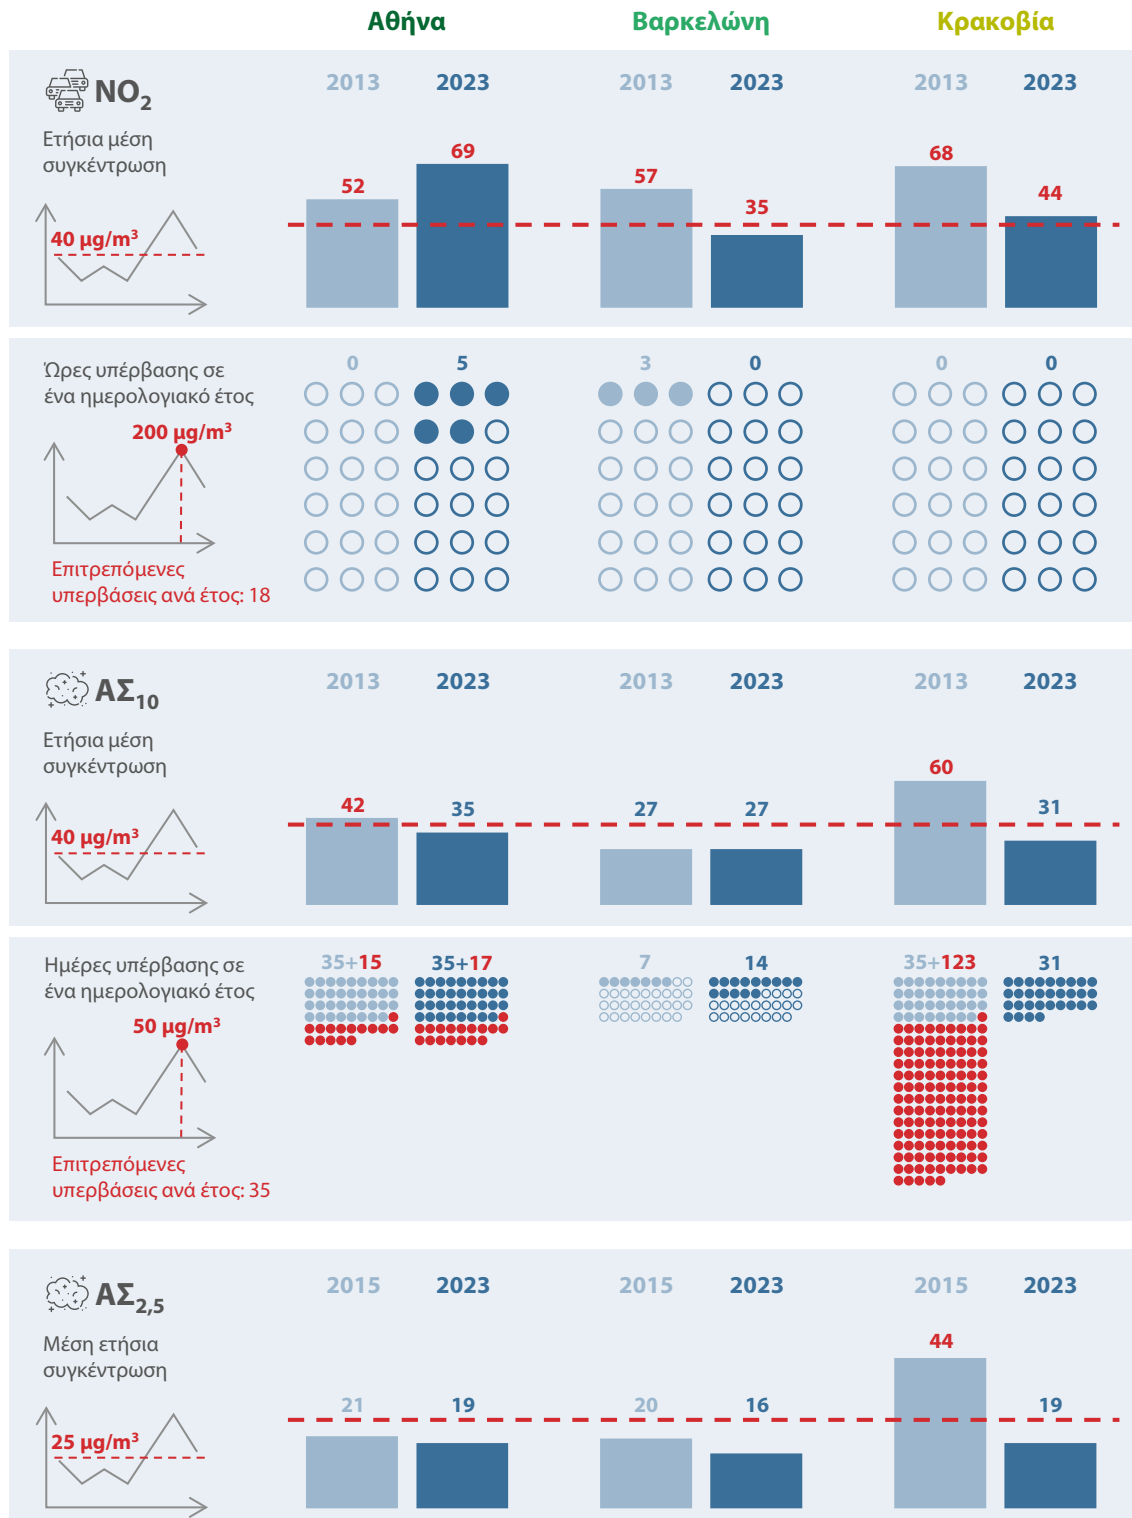 Αθήνα Βαρκελώνη Κρακοβία
NO2 2013 2023 2013 2023 2013 2023
Ετήσια μέση
συγκέντρωση
52 69 57 35 68 44
40 μg/m³
Ώρες υπέρβασης σε
ένα ημερολογιακό έτος
0 5 3 0 0 0
200 μg/m³
Επιτρεπόμενες
υπερβάσεις ανά έτος: 18
ΑΣ10 2013 2023 2013 2023 2013 2023
Ετήσια μέση
συγκέντρωση
42 35 27 27 60 31
40 μg/m³
Ημέρες υπέρβασης σε
ένα ημερολογιακό έτος
35+15 35+17 7 14 35+123 31
50 μg/m³
Επιτρεπόμενες
υπερβάσεις ανά έτος: 35
ΑΣ2,5 2015 2023 2015 2023 2015 2023
Μέση ετήσια
συγκέντρωση
21 19 20 16 44 19
25 μg/m³